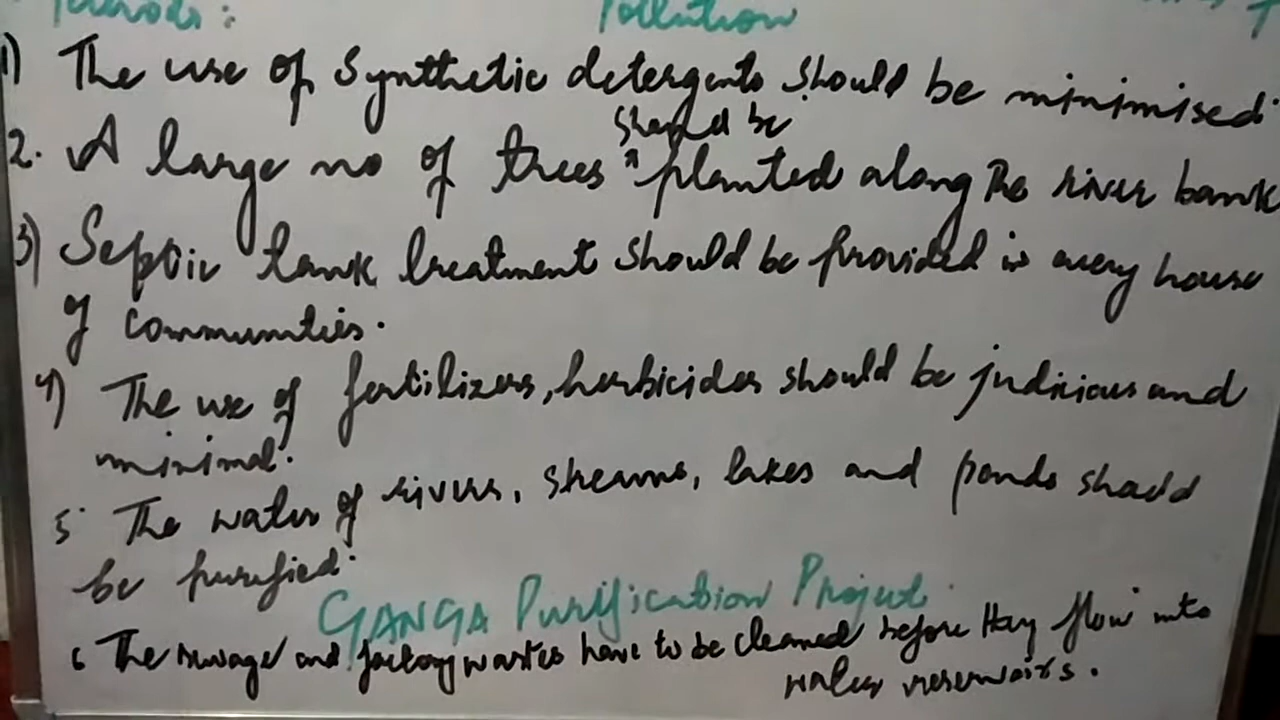 Pollution
1) The use of Synthetic detergents should be minimised.
should be
2. A large no of trees ^ planted along the river bank
3) Septic tank treatment should be provided in every house
of communities.
4) The use of fertilizers, herbicides should be judicious and
minimal.
5. The water of rivers, streams, lakes and ponds should
be purified.
GANGA Purification Project.
6 The sewage and factory wastes have to be cleaned before they flow into
water reservoirs.